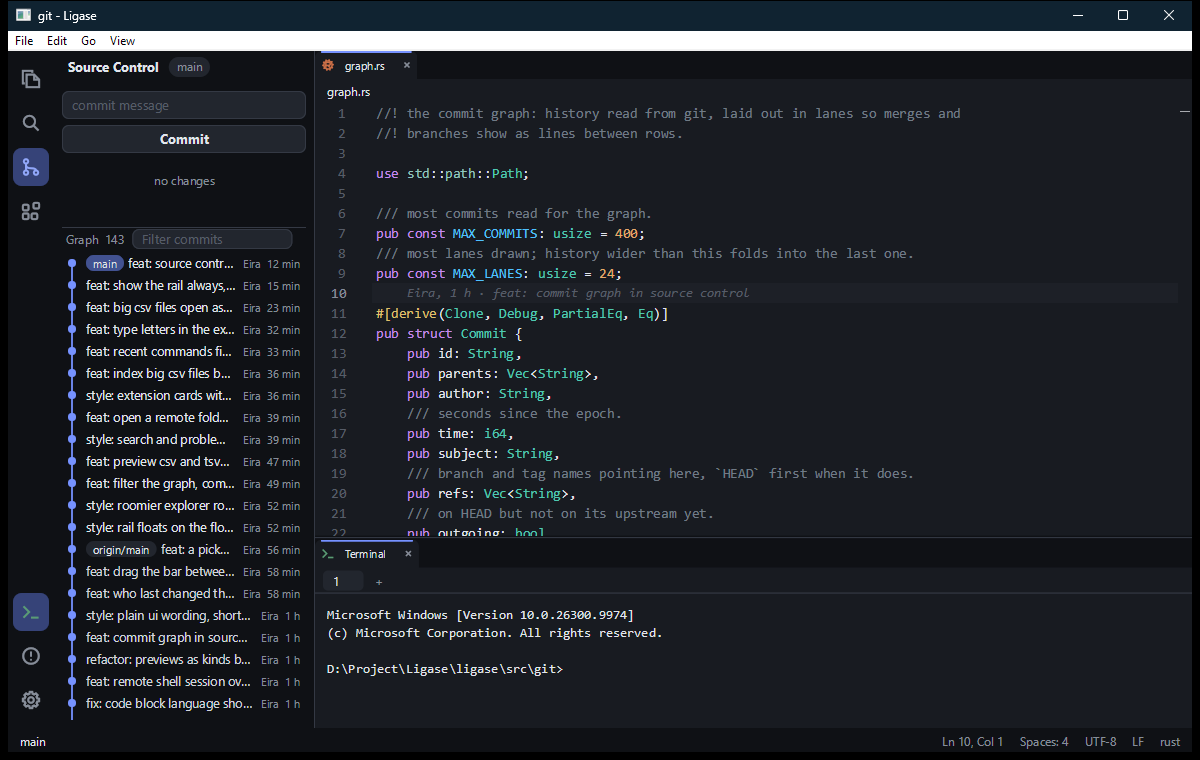 git - Ligase
File Edit Go View
Source Control main
commit message
Commit
no changes
Graph 143 Filter commits
main feat: source contr... Eira 12 min
feat: show the rail always,... Eira 15 min
feat: big csv files open as... Eira 23 min
feat: type letters in the ex... Eira 32 min
feat: recent commands fi... Eira 33 min
feat: index big csv files b... Eira 36 min
style: extension cards wit... Eira 36 min
feat: open a remote fold... Eira 39 min
style: search and proble... Eira 39 min
feat: preview csv and tsv... Eira 47 min
feat: filter the graph, com... Eira 49 min
style: roomier explorer ro... Eira 52 min
style: rail floats on the flo... Eira 52 min
origin/main feat: a pick... Eira 56 min
feat: drag the bar betwee... Eira 58 min
feat: who last changed th... Eira 58 min
style: plain ui wording, short... Eira 1 h
feat: commit graph in sourc... Eira 1 h
refactor: previews as kinds b... Eira 1 h
feat: remote shell session ov... Eira 1 h
fix: code block language sho... Eira 1 h
graph.rs ×
graph.rs
1 //! the commit graph: history read from git, laid out in lanes so merges and
2 //! branches show as lines between rows.
3
4 use std::path::Path;
5
6 /// most commits read for the graph.
7 pub const MAX_COMMITS: usize = 400;
8 /// most lanes drawn; history wider than this folds into the last one.
9 pub const MAX_LANES: usize = 24;
10 Eira, 1 h · feat: commit graph in source control
11 #[derive(Clone, Debug, PartialEq, Eq)]
12 pub struct Commit {
13 pub id: String,
14 pub parents: Vec<String>,
15 pub author: String,
16 /// seconds since the epoch.
17 pub time: i64,
18 pub subject: String,
19 /// branch and tag names pointing here, `HEAD` first when it does.
20 pub refs: Vec<String>,
21 /// on HEAD but not on its upstream yet.
22 pub outgoing: bool
Terminal ×
1 +
Microsoft Windows [Version 10.0.26300.9974]
(c) Microsoft Corporation. All rights reserved.
D:\Project\Ligase\ligase\src\git>
main Ln 10, Col 1 Spaces: 4 UTF-8 LF rust